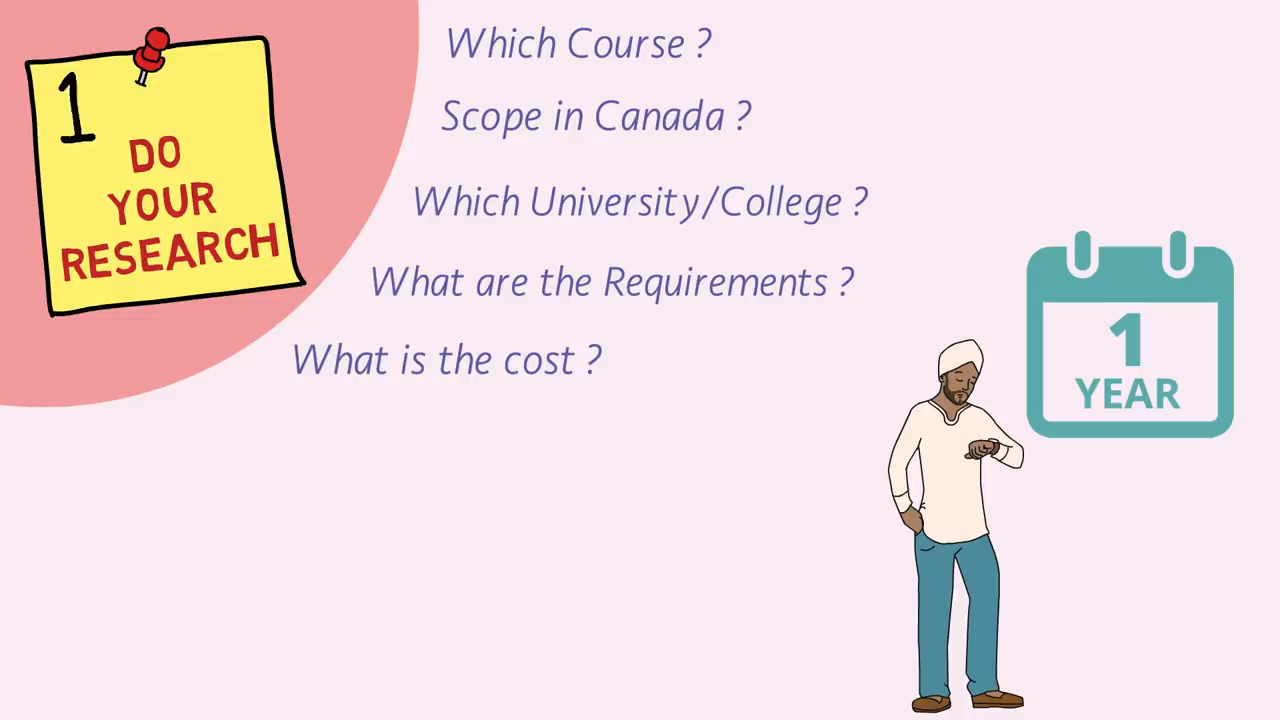 1
DO
YOUR
RESEARCH
Which Course ?
Scope in Canada ?
Which University/College ?
What are the Requirements ?
What is the cost ?
1
YEAR